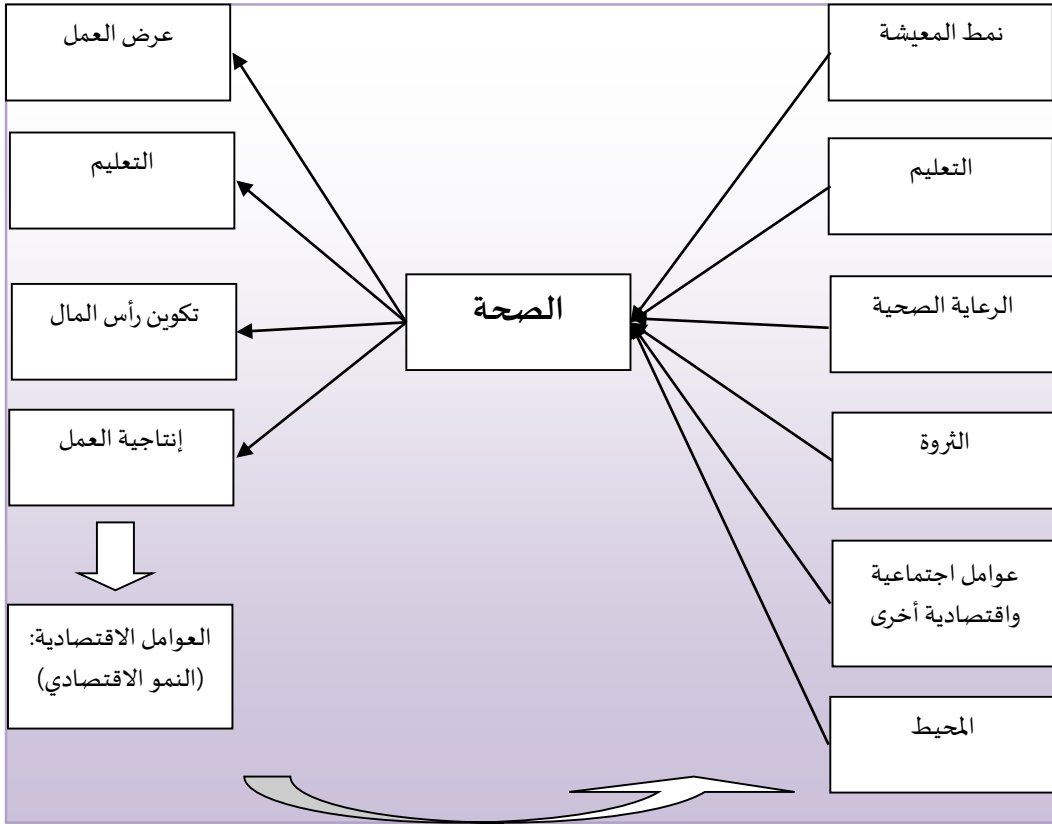 نمط المعيشة
التعليم
الرعاية الصحية
الثروة
عوامل اجتماعية
واقتصادية أخرى
المحيط
الصحة
عرض العمل
التعليم
تكوين رأس المال
إنتاجية العمل
العوامل الاقتصادية:
(النمو الاقتصادي)